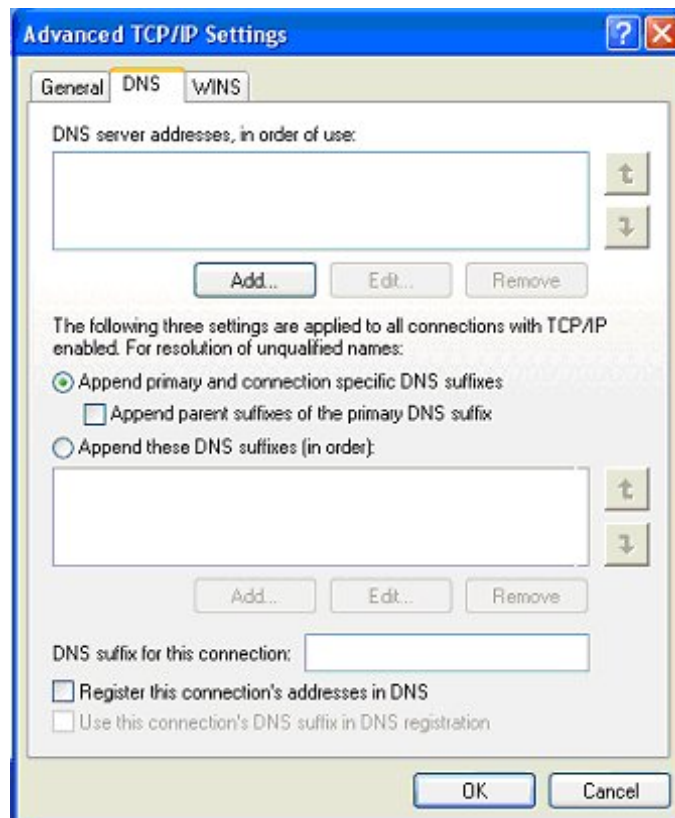 Advanced TCP/IP Settings
General DNS WINS
DNS server addresses, in order of use:
Add... Edit... Remove
The following three settings are applied to all connections with TCP/IP
enabled. For resolution of unqualified names:
Append primary and connection specific DNS suffixes
Append parent suffixes of the primary DNS suffix
Append these DNS suffixes (in order):
Add... Edit... Remove
DNS suffix for this connection:
Register this connection's addresses in DNS
Use this connection's DNS suffix in DNS registration
OK Cancel